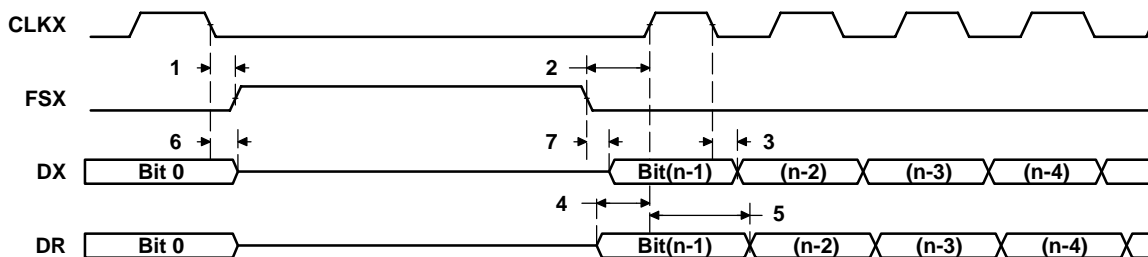 CLKX
1 2
FSX
6 7 3
DX Bit 0 Bit(n-1) (n-2) (n-3) (n-4)
4 5
DR Bit 0 Bit(n-1) (n-2) (n-3) (n-4)